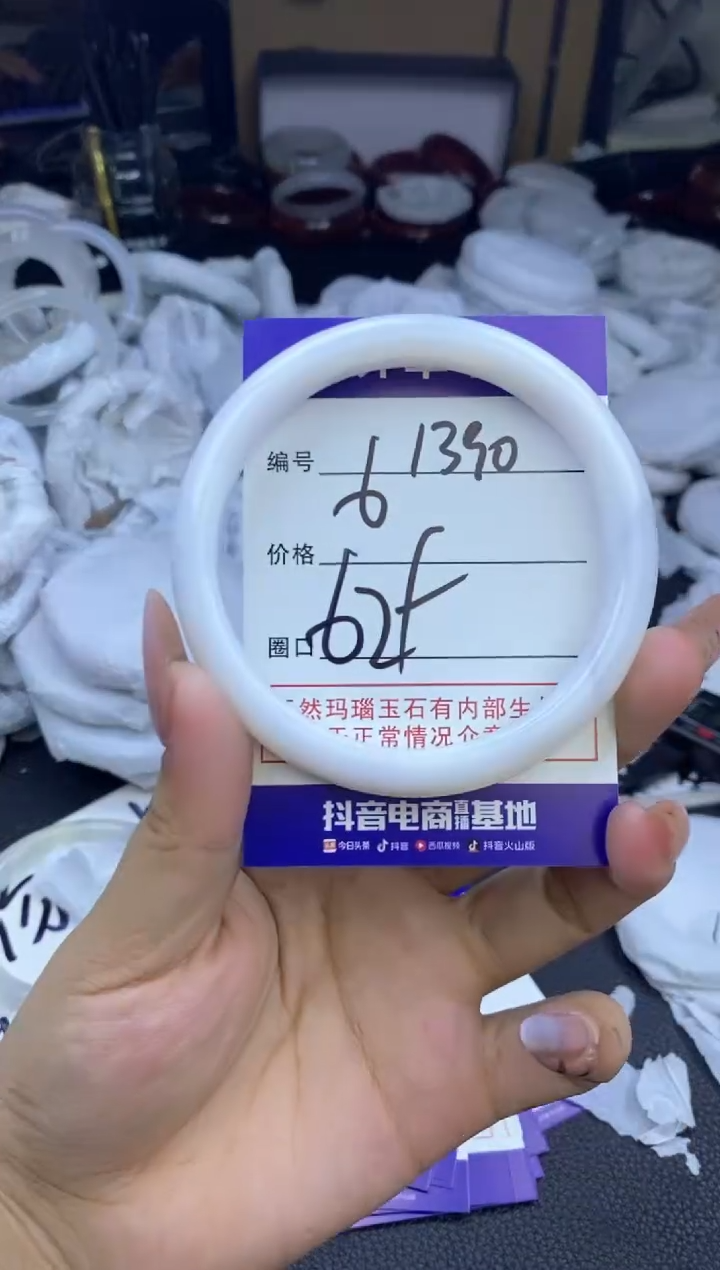 编号 1390
6
价格
圈口 62f
然玛瑙玉石有内部生
正常情况介意
抖音电商直播基地
今日头条 抖音 西瓜视频 抖音火山版